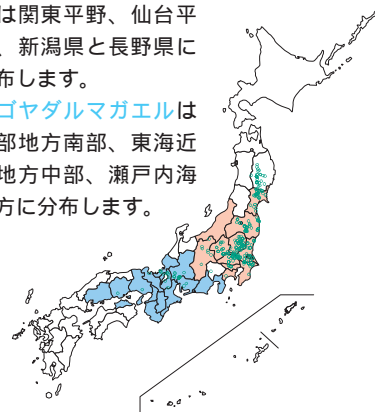 は関東平野、仙台平
、新潟県と長野県に
布します。
ゴヤダルマガエルは
部地方南部、東海近
地方中部、瀬戸内海
方に分布します。